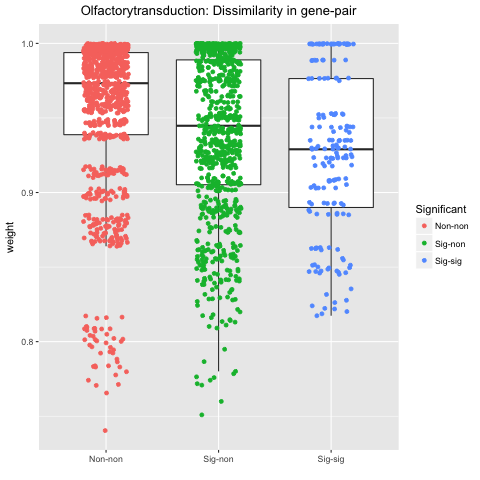 Olfactorytransduction: Dissimilarity in gene-pair
1.0
0.9
0.8
weight
Non-non
Sig-non
Sig-sig
Significant
Non-non
Sig-non
Sig-sig